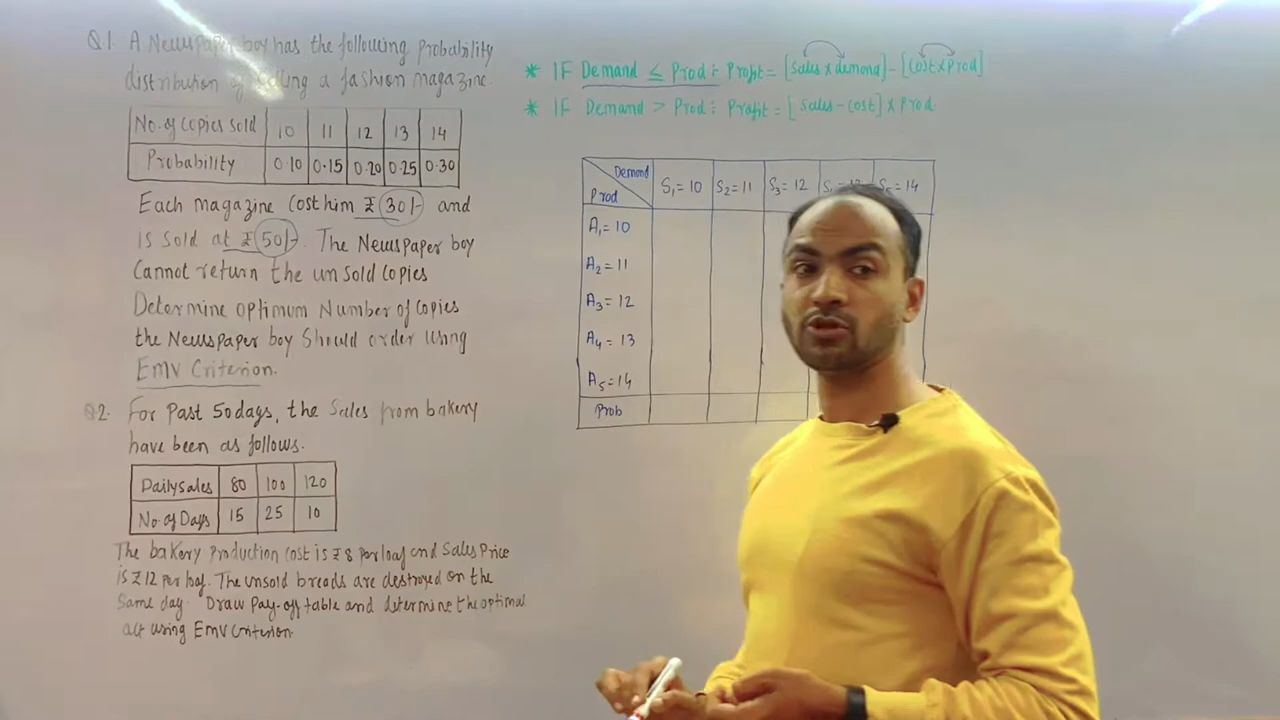 Q1. A Newspaper boy has the following Probability
distribution of selling a fashion magazine.
No. of Copies Sold 10 11 12 13 14
Probability 0.10 0.15 0.20 0.25 0.30
Each magazine Cost him ₹ 30/- and
is Sold at ₹ 50/-. The Newspaper boy
Cannot return the unsold Copies
Determine Optimum Number of Copies
the Newspaper boy Should order Using
EMV Criterion.
Q2. For Past 50 days, the Sales from bakery
have been as follows.
Daily sales 80 100 120
No. of Days 15 25 10
The bakery Production Cost is ₹ 8 Per loaf and Sales Price
is ₹ 12 Per loaf. The unsold breads are destroyed on the
Same day. Draw Pay-off table and determine the optimal
act using EMV Criterion.
* IF Demand ≤ Prod : Profit = [Sales × demand] - [Cost × Prod]
* IF Demand > Prod : Profit = [Sales - Cost] × Prod
Demand
Prod
S1 = 10 S2 = 11 S3 = 12 = 14
A1 = 10
A2 = 11
A3 = 12
A4 = 13
A5 = 14
Prob